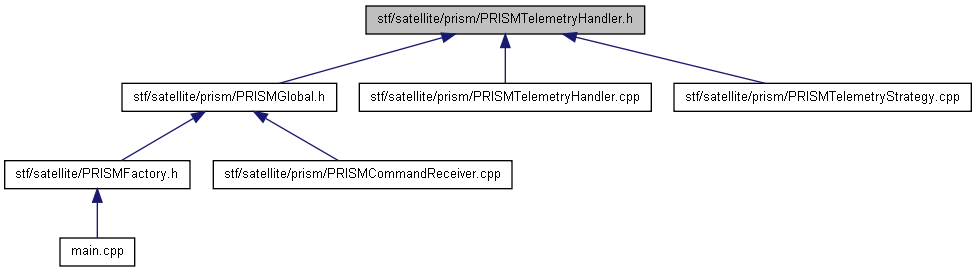 stf/satellite/prism/PRISMTelemetryHandler.h
stf/satellite/prism/PRISMGlobal.h
stf/satellite/prism/PRISMTelemetryHandler.cpp
stf/satellite/prism/PRISMTelemetryStrategy.cpp
stf/satellite/PRISMFactory.h
stf/satellite/prism/PRISMCommandReceiver.cpp
main.cpp